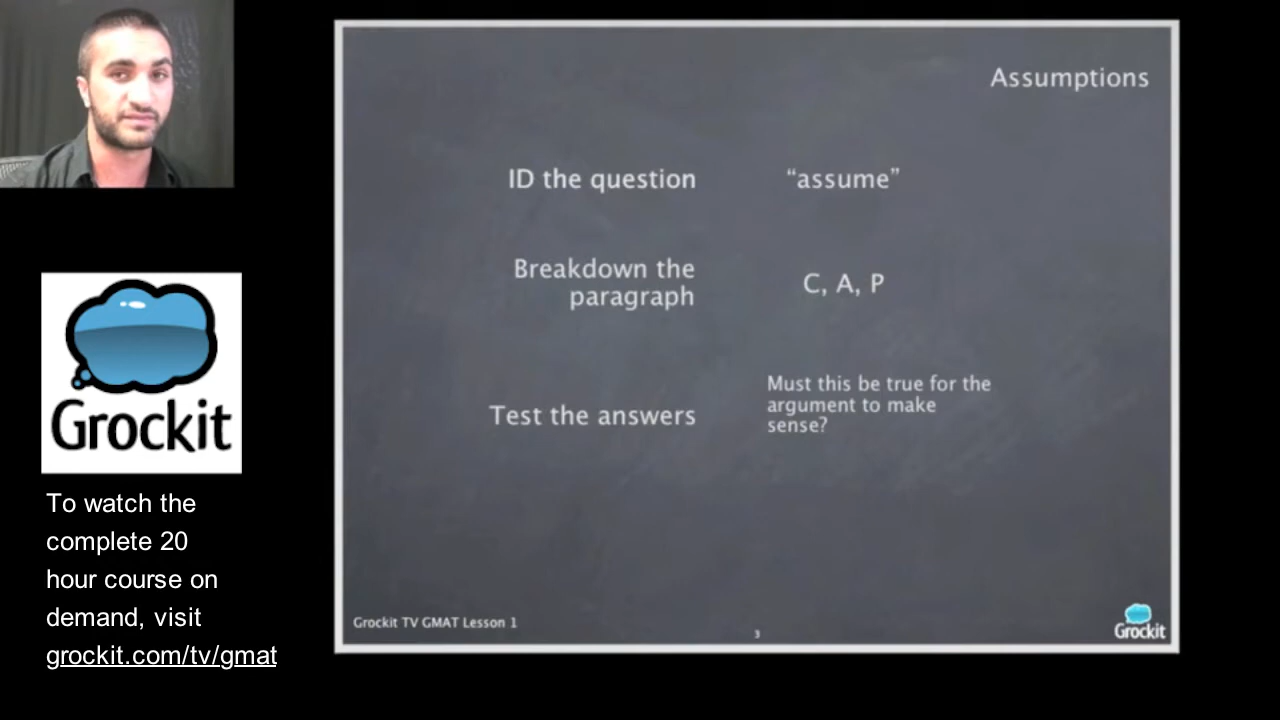 Assumptions
ID the question
“assume”
Breakdown the
paragraph
C, A, P
Test the answers
Must this be true for the
argument to make
sense?
Grockit TV GMAT Lesson 1
3
Grockit
Grockit
To watch the
complete 20
hour course on
demand, visit
grockit.com/tv/gmat